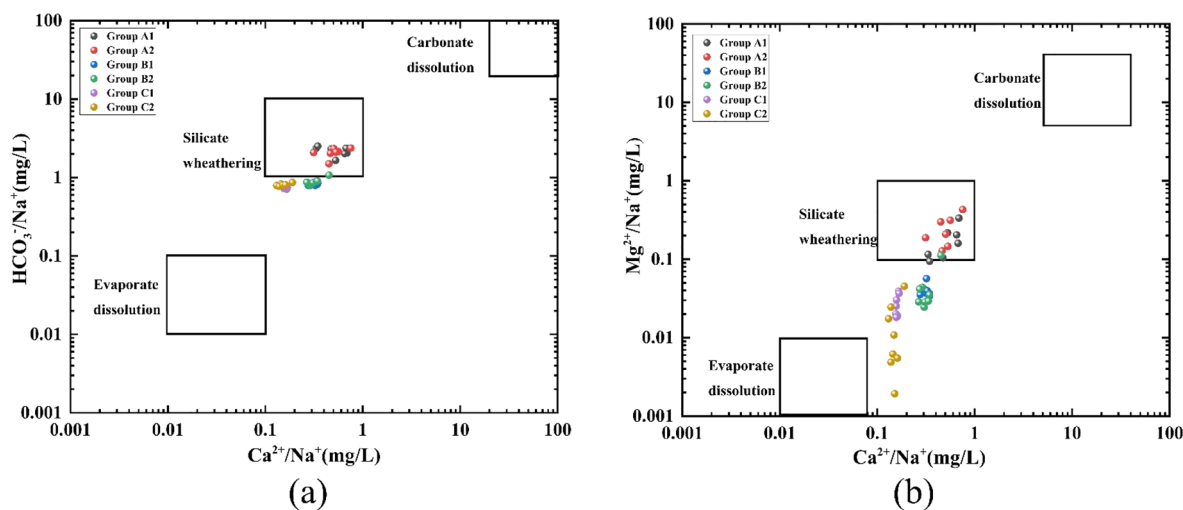 100
10
1
0.1
0.01
0.001
HCO₃⁻/Na⁺(mg/L)
Group A1
Group A2
Group B1
Group B2
Group C1
Group C2
Carbonate
dissolution
Silicate
wheathering
Evaporate
dissolution
0.001 0.01 0.1 1 10 100
Ca²⁺/Na⁺(mg/L)
(a)
100
10
1
0.1
0.01
0.001
Mg²⁺/Na⁺(mg/L)
Group A1
Group A2
Group B1
Group B2
Group C1
Group C2
Carbonate
dissolution
Silicate
wheathering
Evaporate
dissolution
0.001 0.01 0.1 1 10 100
Ca²⁺/Na⁺(mg/L)
(b)